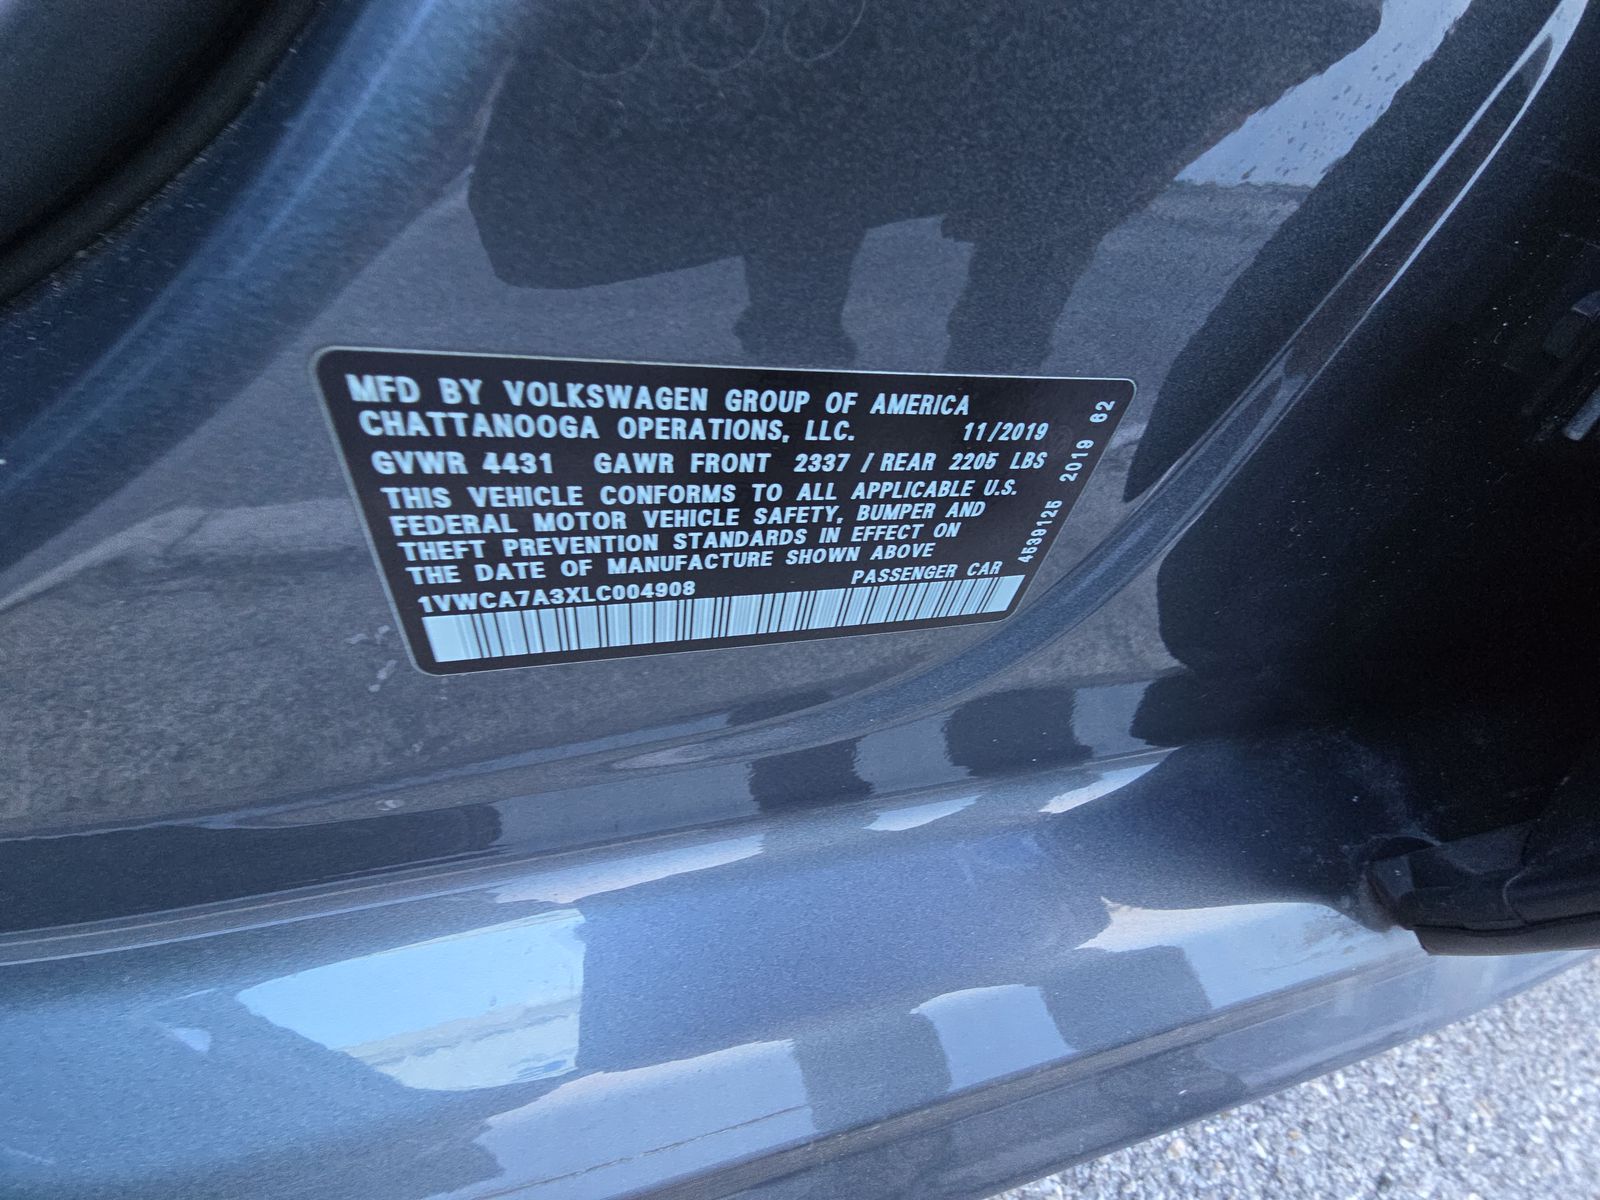 MFD BY VOLKSWAGEN GROUP OF AMERICA
CHATTANOOGA OPERATIONS, LLC. 11/2019
GVWR 4431 GAWR FRONT 2337 / REAR 2205 LBS
THIS VEHICLE CONFORMS TO ALL APPLICABLE U.S.
FEDERAL MOTOR VEHICLE SAFETY, BUMPER AND
THEFT PREVENTION STANDARDS IN EFFECT ON
THE DATE OF MANUFACTURE SHOWN ABOVE
1VWCA7A3XLC004908 PASSENGER CAR
4539125 2019 62